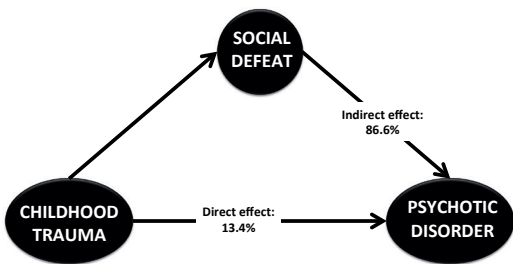 SOCIAL
DEFEAT
Indirect effect:
86.6%
CHILDHOOD
TRAUMA
Direct effect:
13.4%
PSYCHOTIC
DISORDER